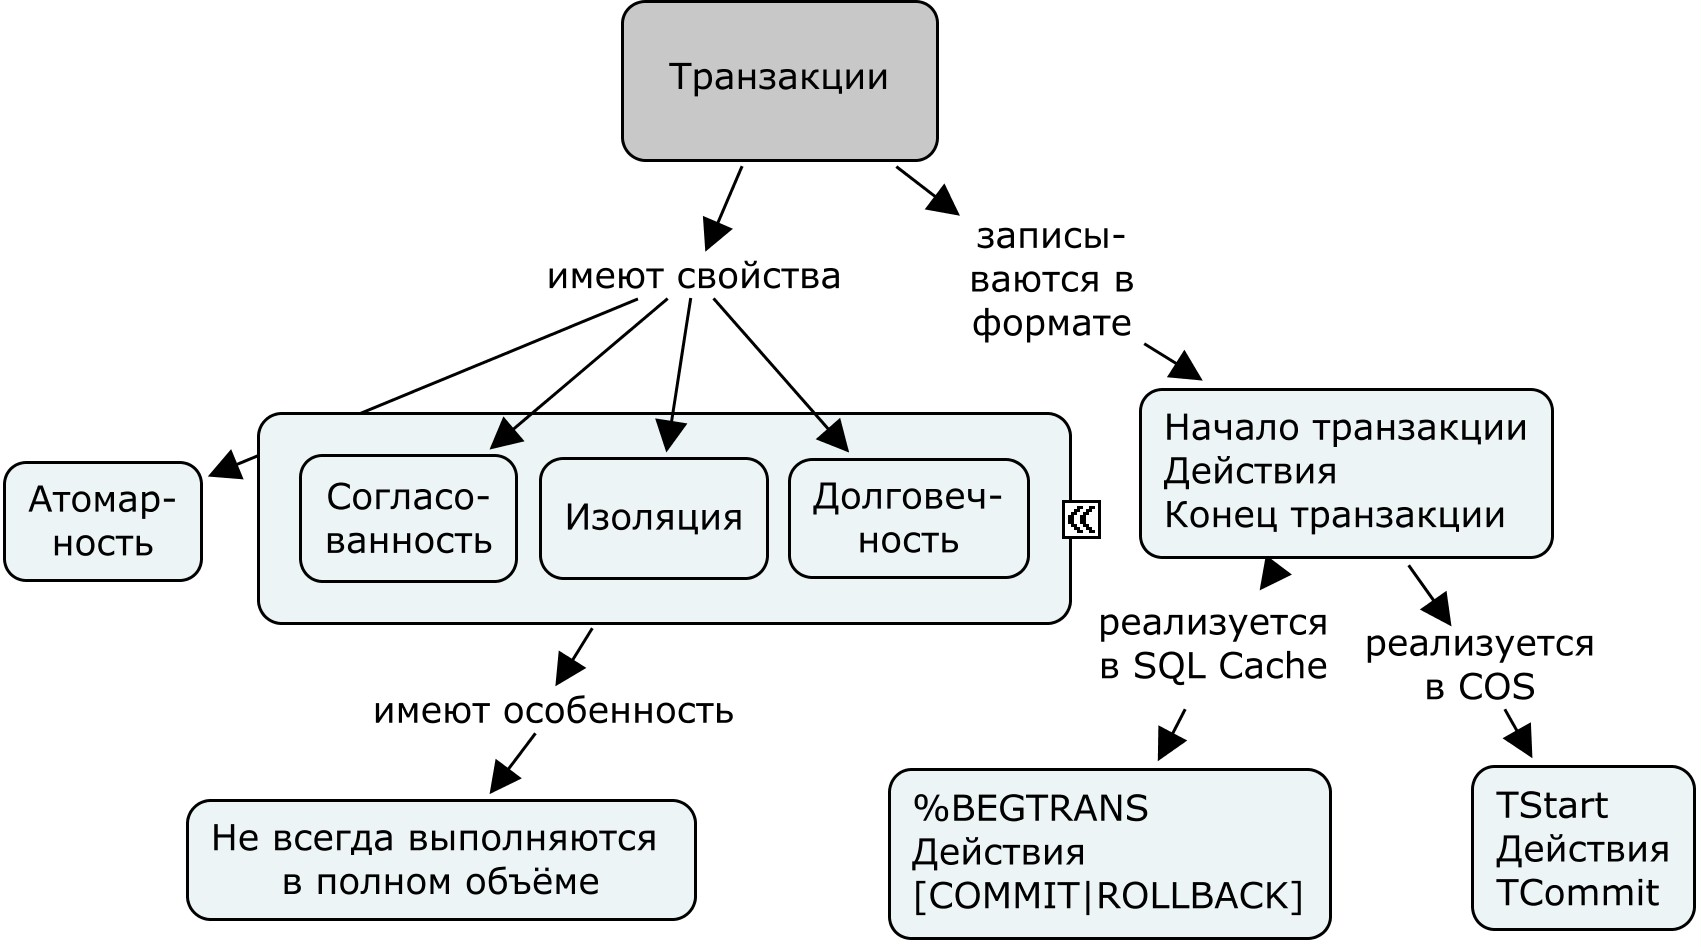 Транзакции
имеют свойства
записы-
ваются в
формате
Атомар-
ность
Согласо-
ванность
Изоляция
Долговеч-
ность
Начало транзакции
Действия
Конец транзакции
имеют особенность
Не всегда выполняются
в полном объёме
реализуется
в SQL Cache
реализуется
в COS
%BEGTRANS
Действия
[COMMIT|ROLLBACK]
TStart
Действия
TCommit